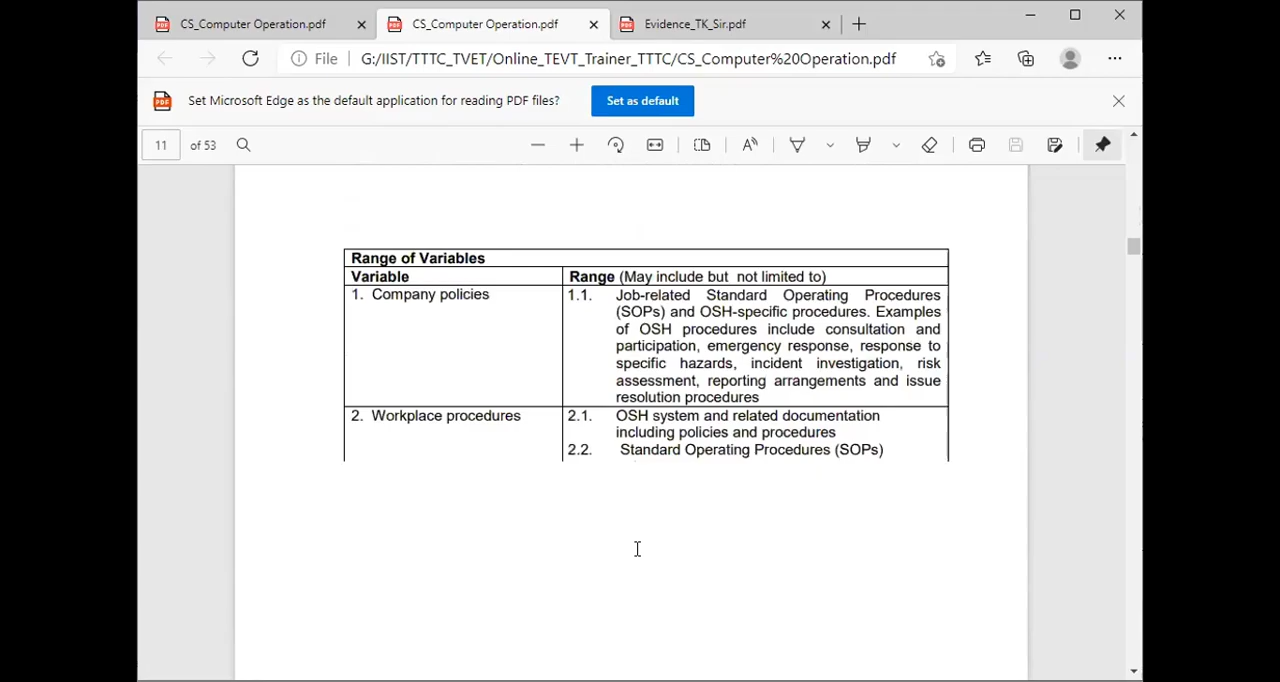 CS_Computer Operation.pdf
CS_Computer Operation.pdf
Evidence_TK_Sir.pdf
File
G:/IIST/TTTC_TVET/Online_TEVT_Trainer_TTTC/CS_Computer%20Operation.pdf
Set Microsoft Edge as the default application for reading PDF files?
Set as default
11 of 53
Range of Variables
Variable
Range (May include but not limited to)
1. Company policies
1.1. Job-related Standard Operating Procedures
(SOPs) and OSH-specific procedures. Examples
of OSH procedures include consultation and
participation, emergency response, response to
specific hazards, incident investigation, risk
assessment, reporting arrangements and issue
resolution procedures
2. Workplace procedures
2.1. OSH system and related documentation
including policies and procedures
2.2. Standard Operating Procedures (SOPs)